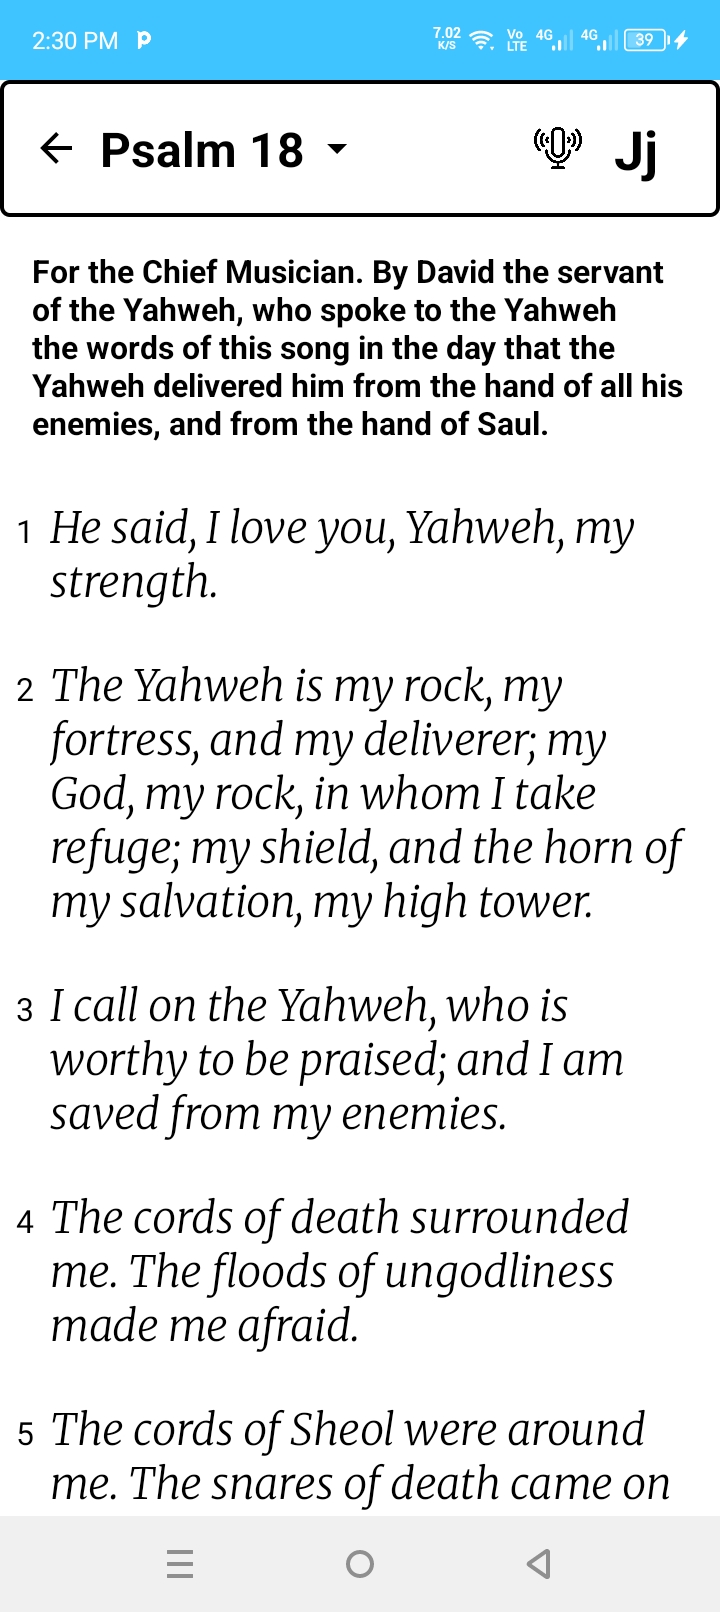 2:30 PM
7.02
K/S
Vo
LTE
4G
4G
39
Psalm 18
Jj
For the Chief Musician. By David the servant
of the Yahweh, who spoke to the Yahweh
the words of this song in the day that the
Yahweh delivered him from the hand of all his
enemies, and from the hand of Saul.
1 He said, I love you, Yahweh, my
strength.
2 The Yahweh is my rock, my
fortress, and my deliverer; my
God, my rock, in whom I take
refuge; my shield, and the horn of
my salvation, my high tower.
3 I call on the Yahweh, who is
worthy to be praised; and I am
saved from my enemies.
4 The cords of death surrounded
me. The floods of ungodliness
made me afraid.
5 The cords of Sheol were around
me. The snares of death came on